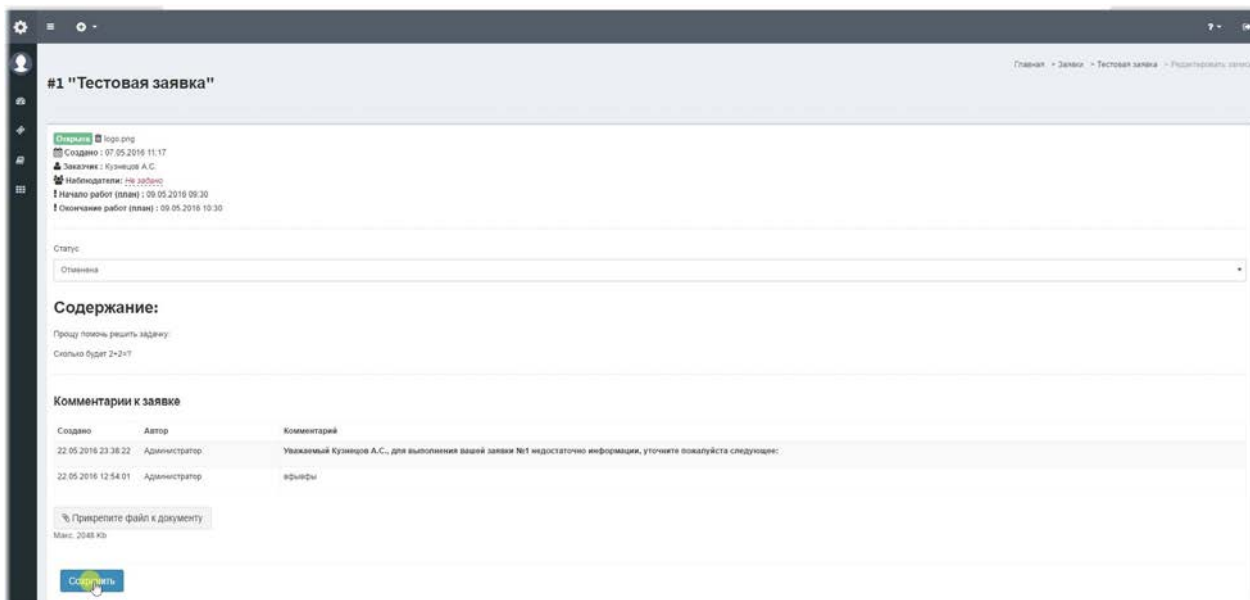 Главная > Заявки > Тестовая заявка > Редактировать запись
#1 "Тестовая заявка"
Открыта logo.png
Создано : 07.05.2016 11:17
Заказчик : Кузнецов А.С.
Наблюдатели: Не задано
Начало работ (план) : 09.05.2016 09:30
Окончание работ (план) : 09.05.2016 10:30
Статус
Отменена
Содержание:
Прошу помочь решить задачу:
Сколько будет 2+2=?
Комментарии к заявке
Создано Автор Комментарий
22.05.2016 23:38:22 Администратор Уважаемый Кузнецов А.С., для выполнения вашей заявки №1 недостаточно информации, уточните пожалуйста следующее:
22.05.2016 12:54:01 Администратор вфывфы
Прикрепите файл к документу
Макс. 2048 Kb
Сохранить